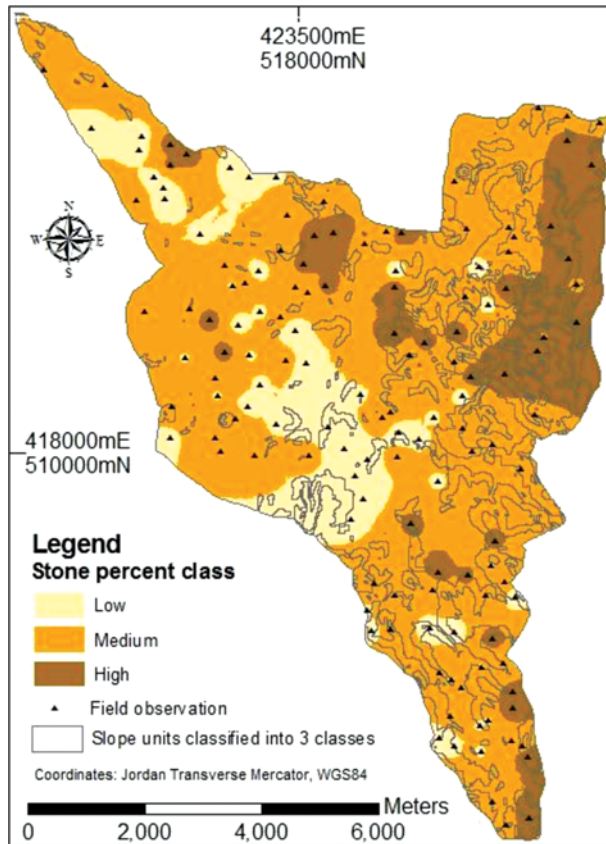 423500mE
518000mN
N
W E
S
418000mE
510000mN
Legend
Stone percent class
Low
Medium
High
Field observation
Slope units classified into 3 classes
Coordinates: Jordan Transverse Mercator, WGS84
Meters
0 2,000 4,000 6,000